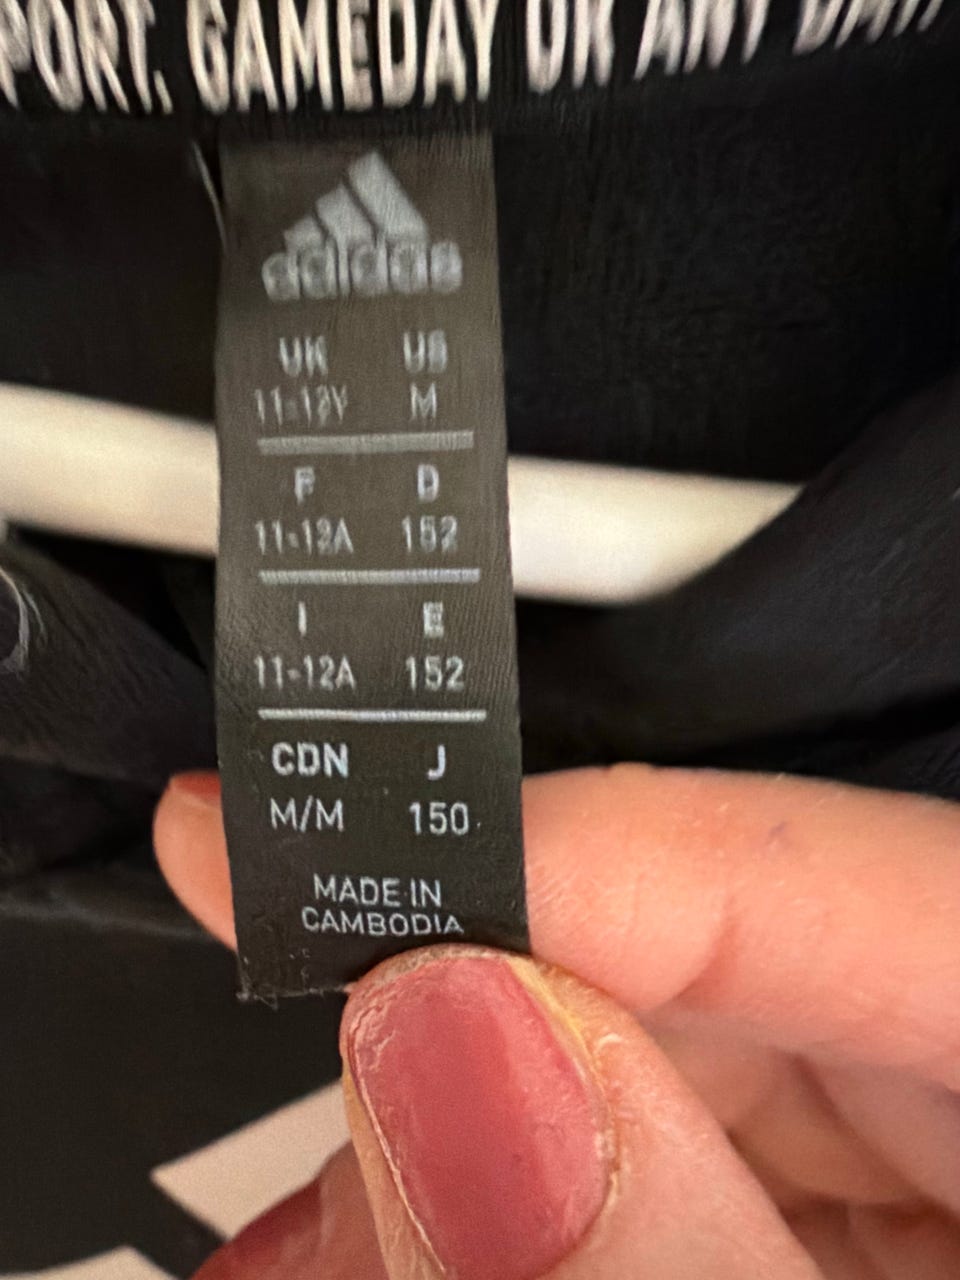 PORT. GAMEDAY OR ANY DAY.
adidas
UK US
11-12Y M
F D
11-12A 152
I E
11-12A 152
CDN J
M/M 150
MADE IN
CAMBODIA